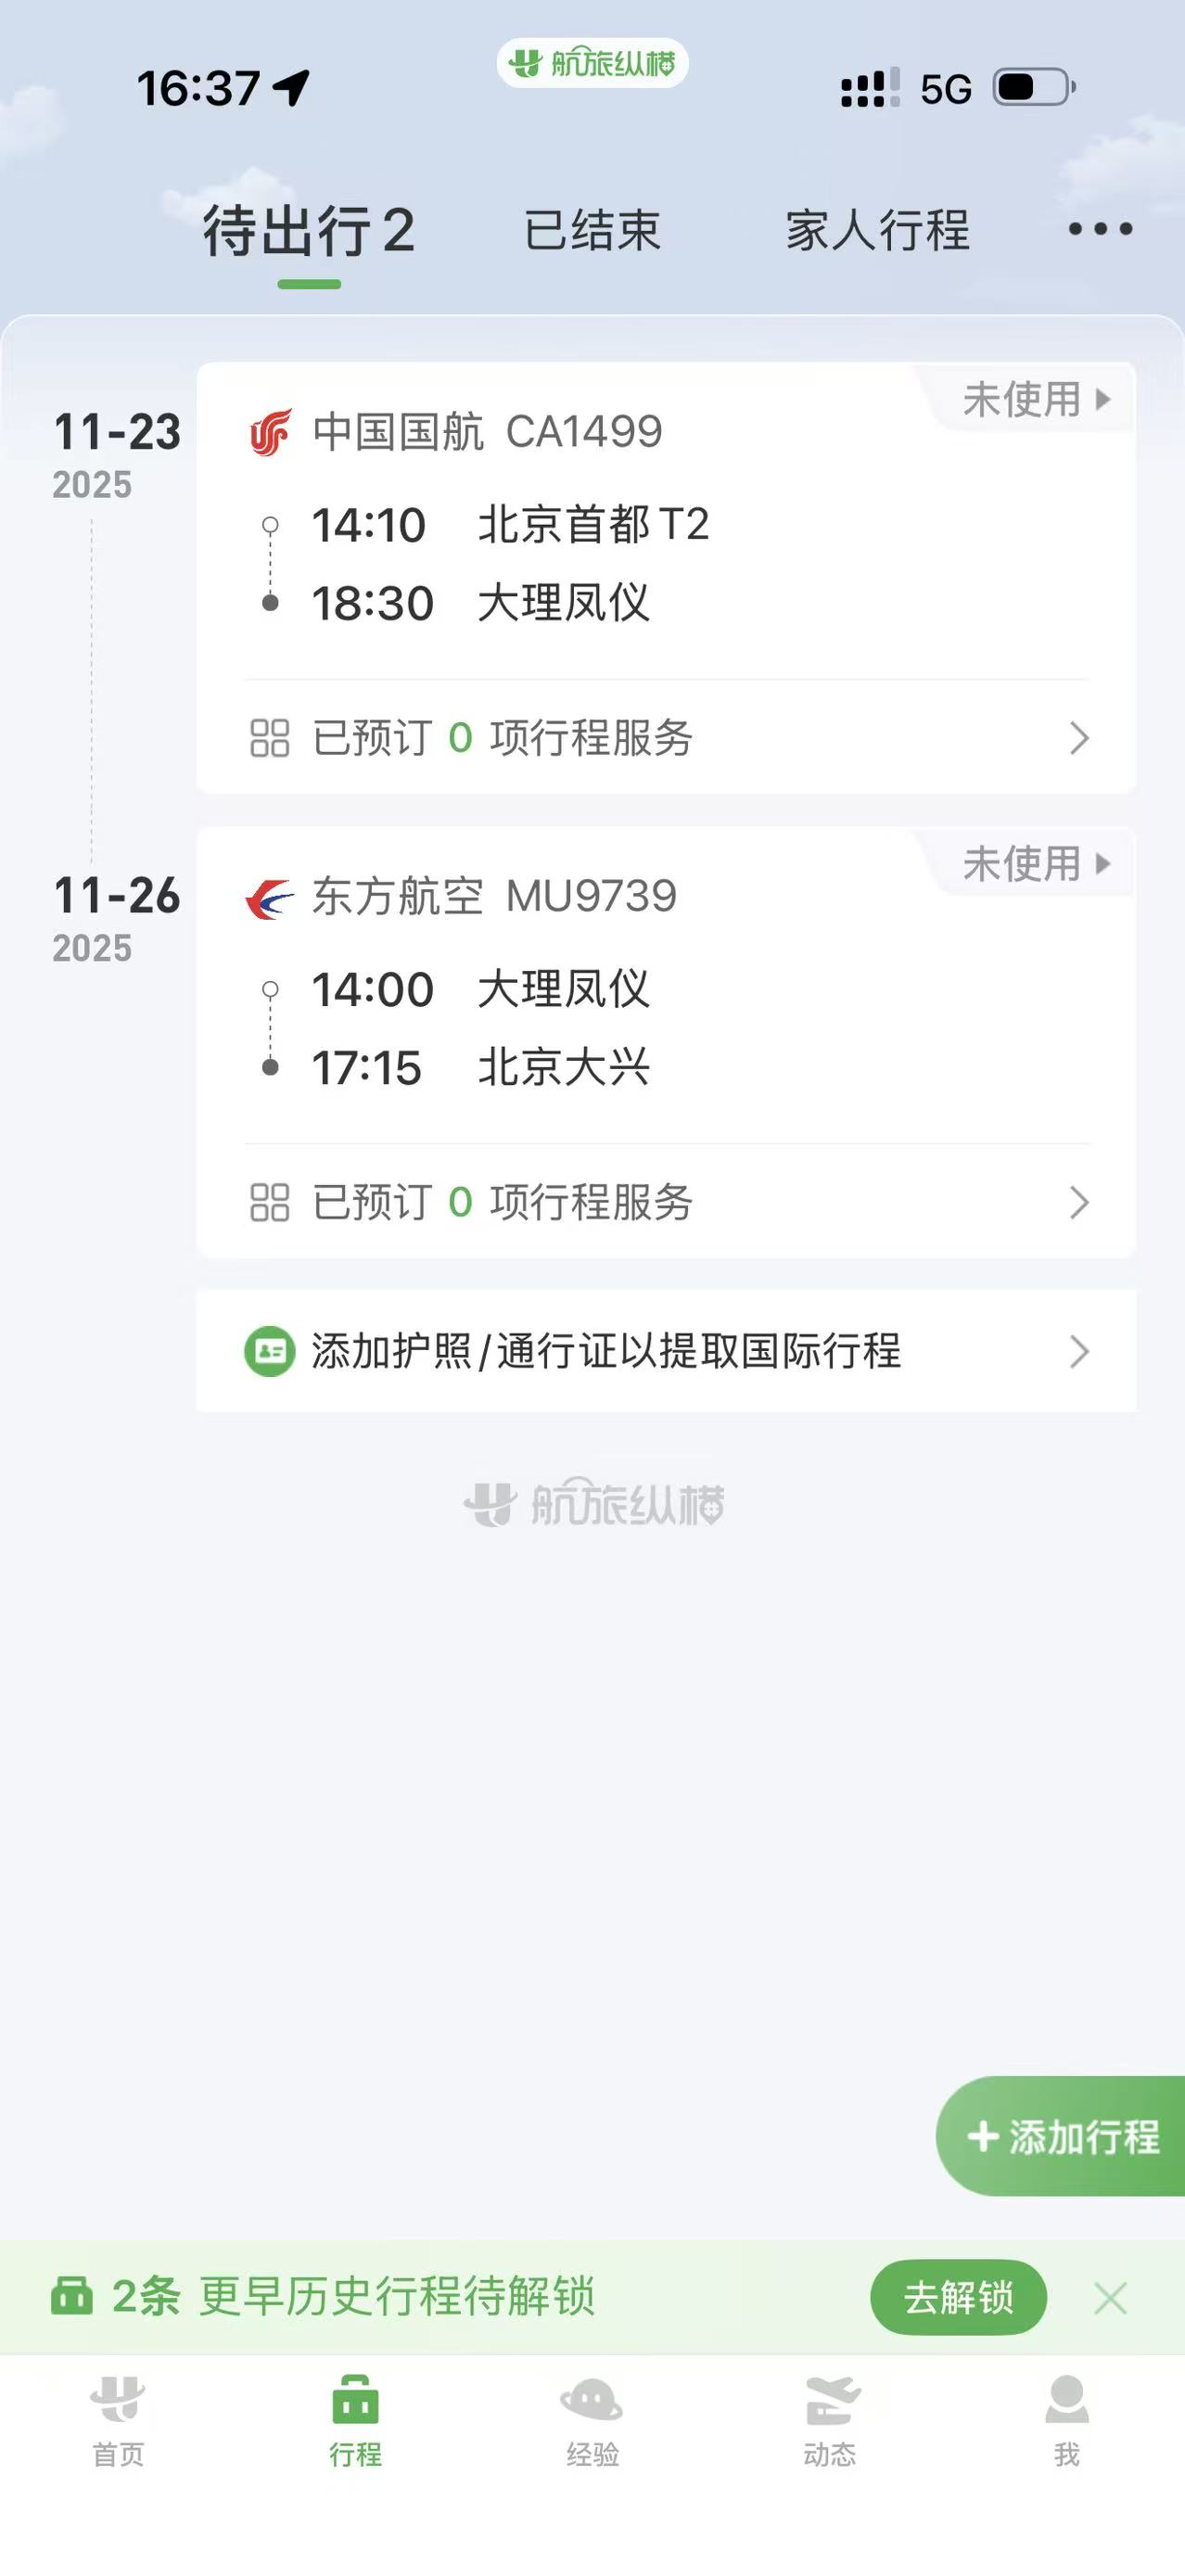 16:37
航旅纵横
5G
待出行 2
已结束
家人行程
11-23
2025
未使用
中国国航 CA1499
14:10 北京首都 T2
18:30 大理凤仪
已预订 0 项行程服务
11-26
2025
未使用
东方航空 MU9739
14:00 大理凤仪
17:15 北京大兴
已预订 0 项行程服务
添加护照/通行证以提取国际行程
航旅纵横
+ 添加行程
2条 更早历史行程待解锁
去解锁
首页
行程
经验
动态
我